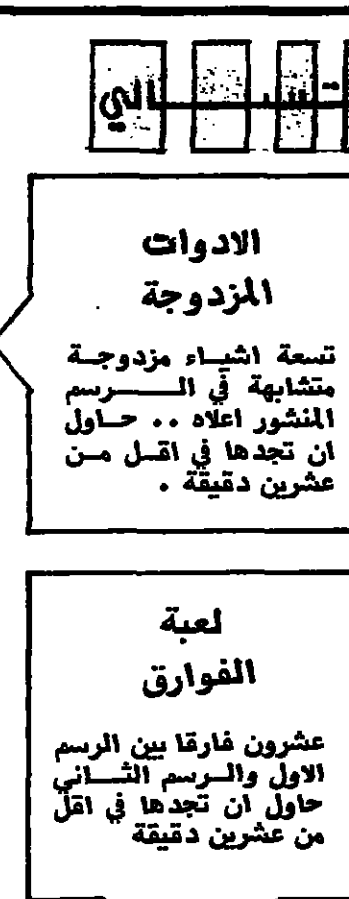 الادوات
المزدوجة
تسعة اشياء مزدوجة
متشابهة في الرسم
المنشور اعلاه .. حاول
ان تجدها في اقل من
عشرين دقيقة .
لعبة
الفوارق
عشرون فارقا بين الرسم
الاول والرسم الثاني
حاول ان تجدها في اقل
من عشرين دقيقة